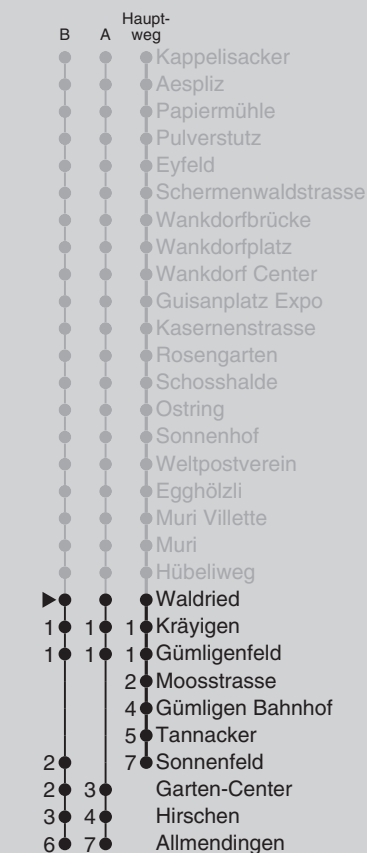 Haupt-
B A weg
Kappelisacker
Aespliz
Papiermühle
Pulverstutz
Eyfeld
Schermenwaldstrasse
Wankdorfbrücke
Wankdorfplatz
Wankdorf Center
Guisanplatz Expo
Kasernenstrasse
Rosengarten
Schosshalde
Ostring
Sonnenhof
Weltpostverein
Egghölzli
Muri Villette
Muri
Hübeliweg
Waldried
1 1 1 Kräyigen
1 1 1 Gümligenfeld
2 Moosstrasse
4 Gümligen Bahnhof
5 Tannacker
2 7 Sonnenfeld
2 3 Garten-Center
3 4 Hirschen
6 7 Allmendingen